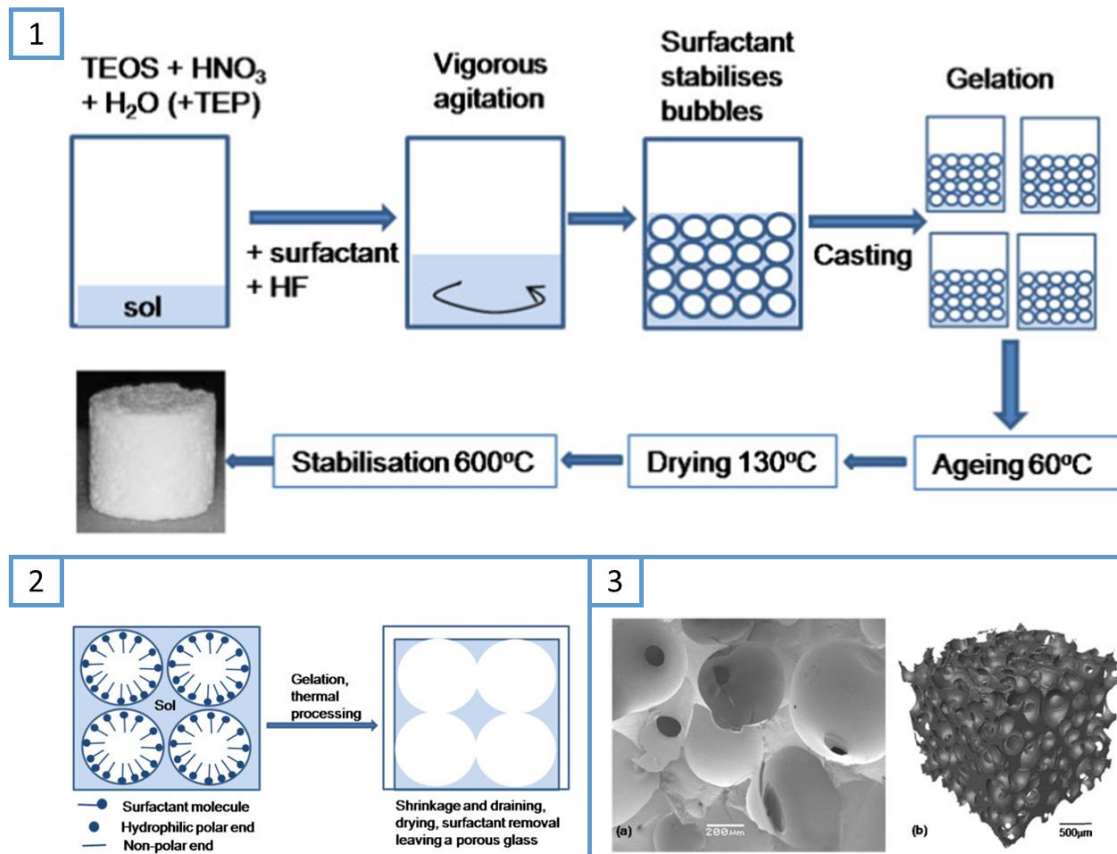 1
TEOS + HNO₃
+ H₂O (+TEP)
sol
+ surfactant
+ HF
Vigorous
agitation
Surfactant
stabilises
bubbles
Casting
Gelation
Ageing 60ºC
Drying 130ºC
Stabilisation 600ºC
2
Sol
Gelation,
thermal
processing
Surfactant molecule
Hydrophilic polar end
Non-polar end
Shrinkage and draining,
drying, surfactant removal
leaving a porous glass
3
(a)
200μm
(b)
500μm